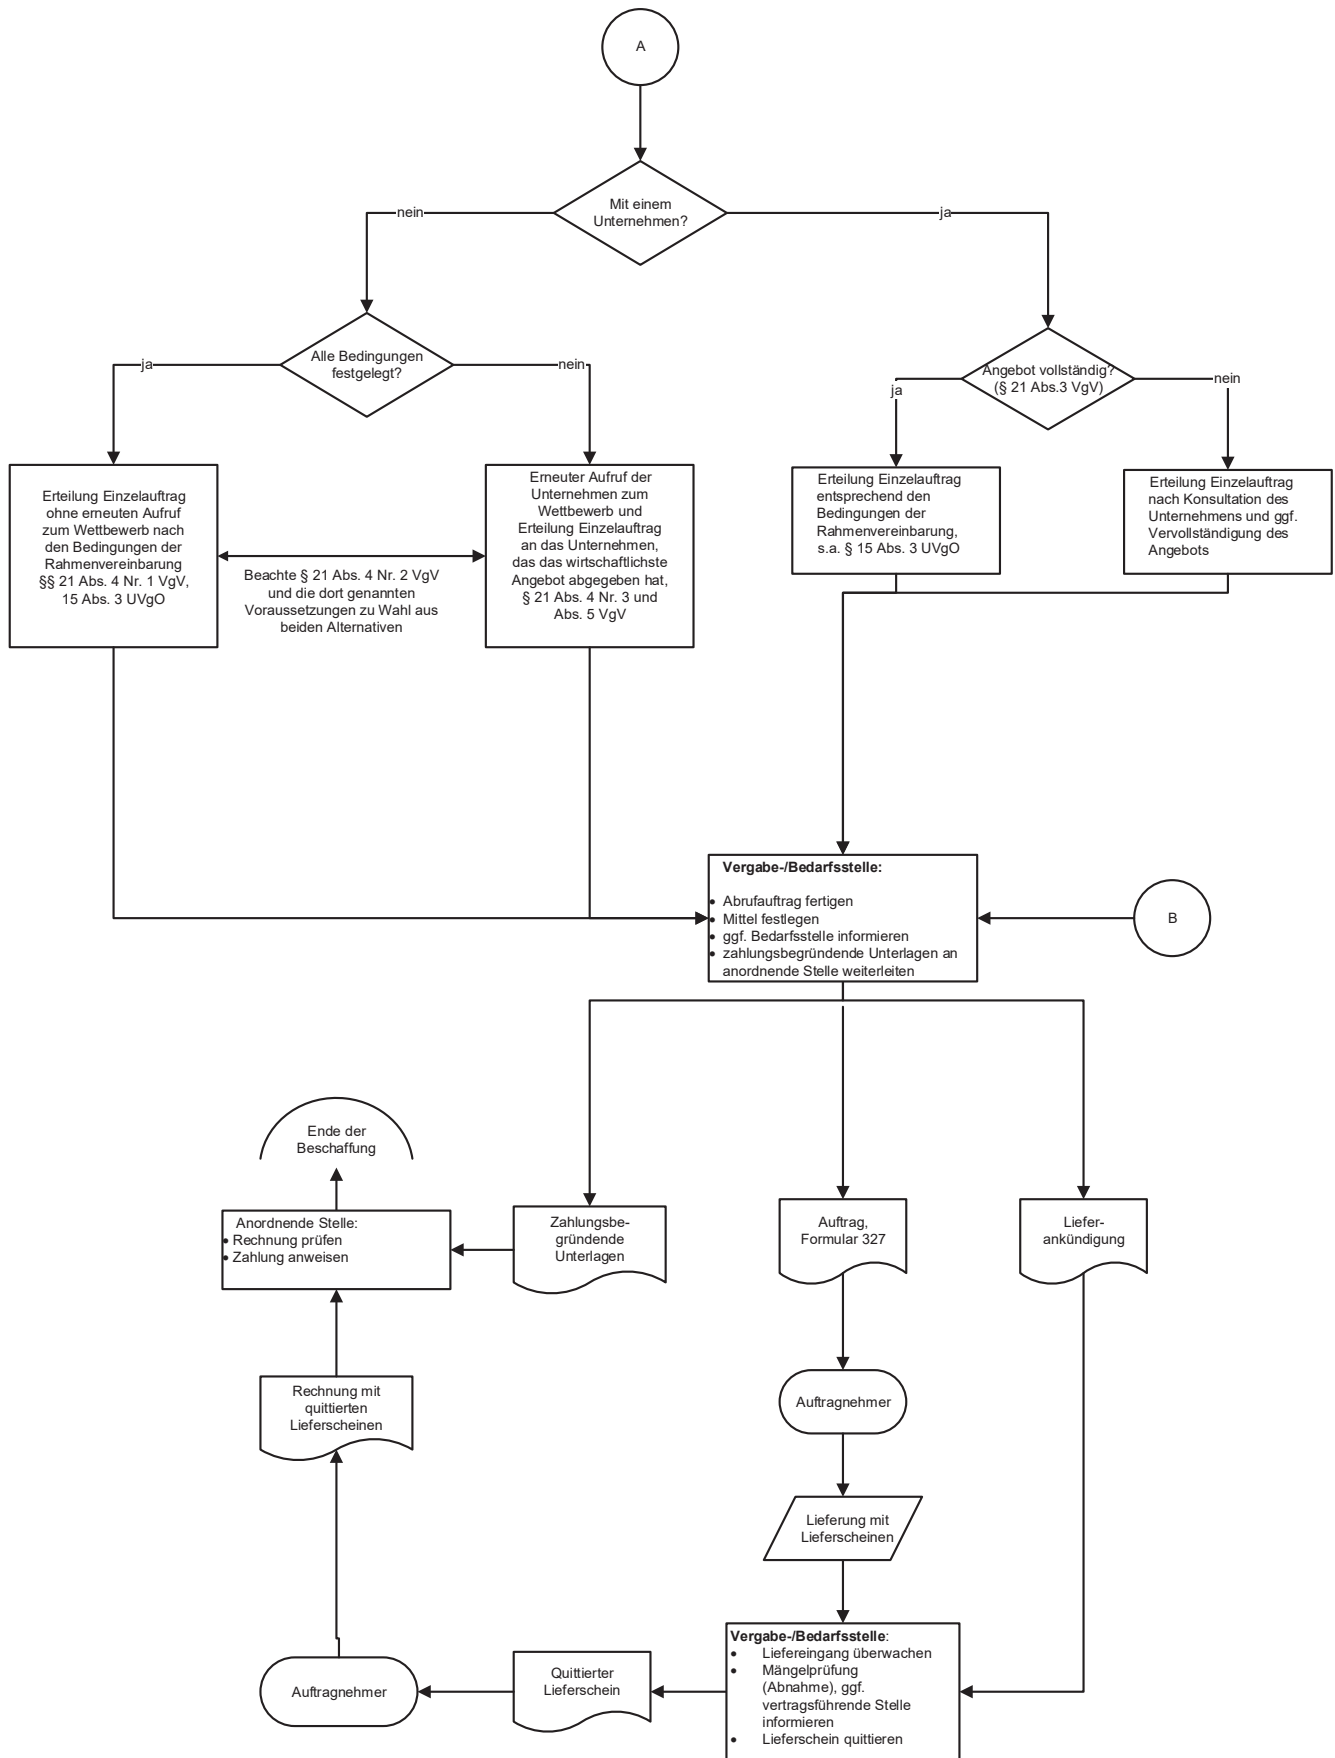 A
Mit einem
Unternehmen?
nein
ja
Alle Bedingungen
festgelegt?
ja
nein
Angebot vollständig?
(§ 21 Abs.3 VgV)
ja
nein
Erteilung Einzelauftrag
ohne erneuten Aufruf
zum Wettbewerb nach
den Bedingungen der
Rahmenvereinbarung
§§ 21 Abs. 4 Nr. 1 VgV,
15 Abs. 3 UVgO
Beachte § 21 Abs. 4 Nr. 2 VgV
und die dort genannten
Voraussetzungen zu Wahl aus
beiden Alternativen
Erneuter Aufruf der
Unternehmen zum
Wettbewerb und
Erteilung Einzelauftrag
an das Unternehmen,
das das wirtschaftlichste
Angebot abgegeben hat,
§ 21 Abs. 4 Nr. 3 und
Abs. 5 VgV
Erteilung Einzelauftrag
entsprechend den
Bedingungen der
Rahmenvereinbarung,
s.a. § 15 Abs. 3 UVgO
Erteilung Einzelauftrag
nach Konsultation des
Unternehmens und ggf.
Vervollständigung des
Angebots
Vergabe-/Bedarfsstelle:
• Abrufauftrag fertigen
• Mittel festlegen
• ggf. Bedarfsstelle informieren
• zahlungsbegründende Unterlagen an
anordnende Stelle weiterleiten
B
Ende der
Beschaffung
Anordnende Stelle:
• Rechnung prüfen
• Zahlung anweisen
Zahlungsbe-
gründende
Unterlagen
Auftrag,
Formular 327
Liefer-
ankündigung
Rechnung mit
quittierten
Lieferscheinen
Auftragnehmer
Lieferung mit
Lieferscheinen
Vergabe-/Bedarfsstelle:
• Liefereingang überwachen
• Mängelprüfung
(Abnahme), ggf.
vertragsführende Stelle
informieren
• Lieferschein quittieren
Quittierter
Lieferschein
Auftragnehmer